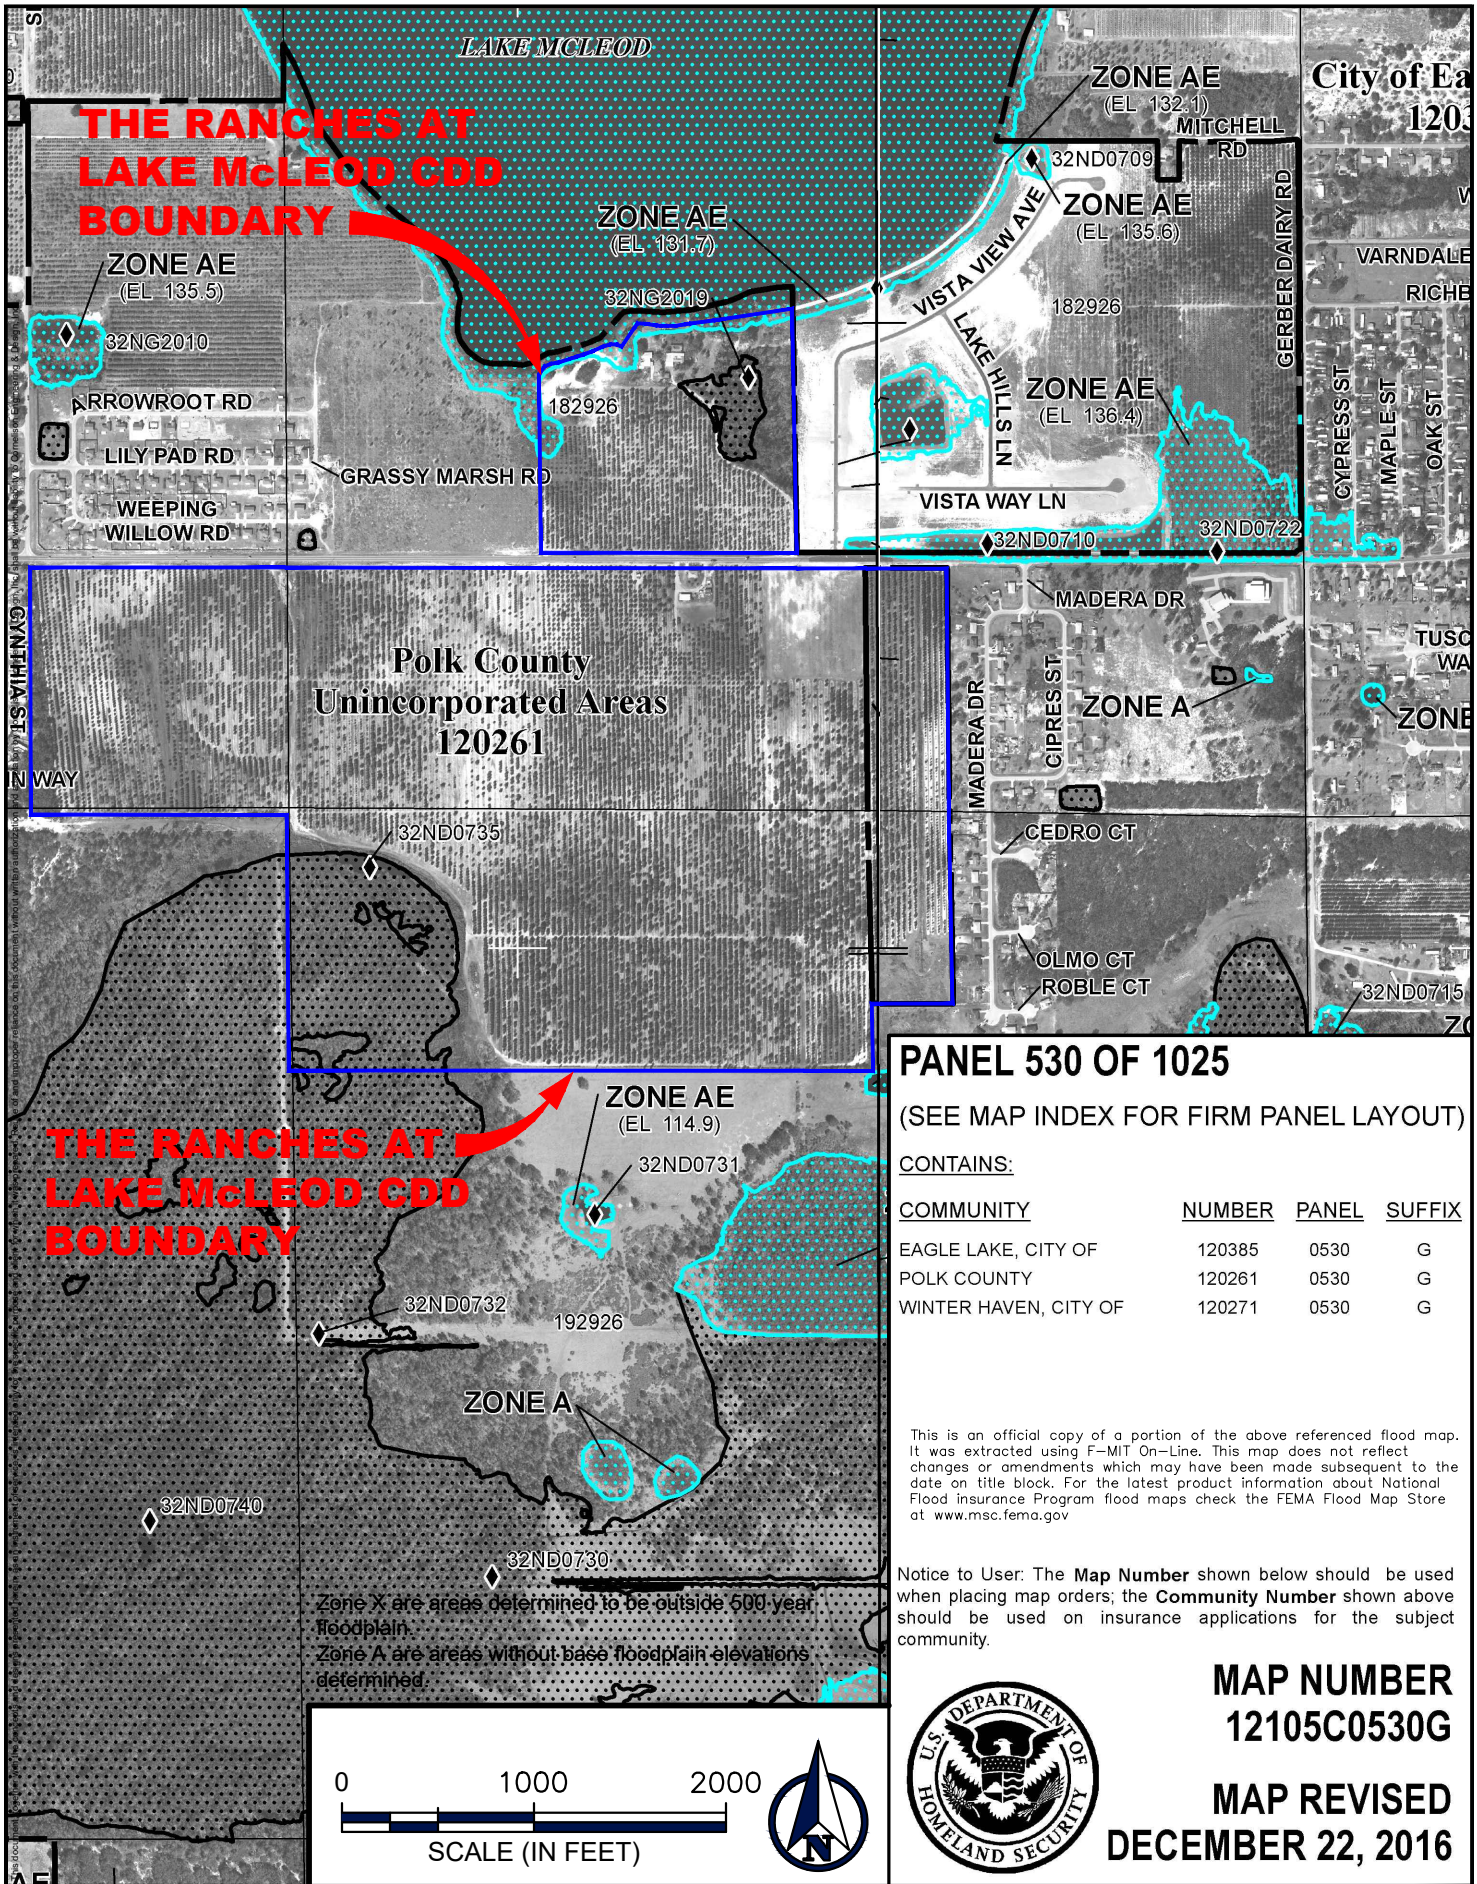 LAKE MCLEOD
THE RANCHES AT
LAKE McLEOD CDD
BOUNDARY
ZONE AE
(EL 132.1)
City of Ea
1203
MITCHELL
RD
32ND0709
ZONE AE
(EL 135.6)
ZONE AE
(EL 131.7)
VISTA VIEW AVE
GERBER DAIRY RD
VARNDALE
RICHB
ZONE AE
(EL 135.5)
32NG2010
32NG2019
182926
LAKE HILLS LN
ZONE AE
(EL 136.4)
CYPRESS ST
MAPLE ST
OAK ST
ARROWROOT RD
182926
LILY PAD RD
GRASSY MARSH RD
WEEPING
WILLOW RD
VISTA WAY LN
32ND0710
32ND0722
MADERA DR
CYNTHIA ST
Polk County
Unincorporated Areas
120261
MADERA DR
CIPRES ST
ZONE A
TUSC
WA
ZONE
N WAY
32ND0735
CEDRO CT
OLMO CT
ROBLE CT
32ND0715
ZO
THE RANCHES AT
LAKE McLEOD CDD
BOUNDARY
ZONE AE
(EL 114.9)
32ND0731
32ND0732
192926
ZONE A
32ND0740
32ND0730
Zone X are areas determined to be outside 500 year
floodplain.
Zone A are areas without base floodplain elevations
determined.
AE
0 1000 2000
SCALE (IN FEET)
N
PANEL 530 OF 1025
(SEE MAP INDEX FOR FIRM PANEL LAYOUT)
CONTAINS:
COMMUNITY NUMBER PANEL SUFFIX
EAGLE LAKE, CITY OF 120385 0530 G
POLK COUNTY 120261 0530 G
WINTER HAVEN, CITY OF 120271 0530 G
This is an official copy of a portion of the above referenced flood map.
It was extracted using F-MIT On-Line. This map does not reflect
changes or amendments which may have been made subsequent to the
date on title block. For the latest product information about National
Flood insurance Program flood maps check the FEMA Flood Map Store
at www.msc.fema.gov
Notice to User: The Map Number shown below should be used
when placing map orders; the Community Number shown above
should be used on insurance applications for the subject
community.
U.S. DEPARTMENT OF
HOMELAND SECURITY
MAP NUMBER
12105C0530G
MAP REVISED
DECEMBER 22, 2016